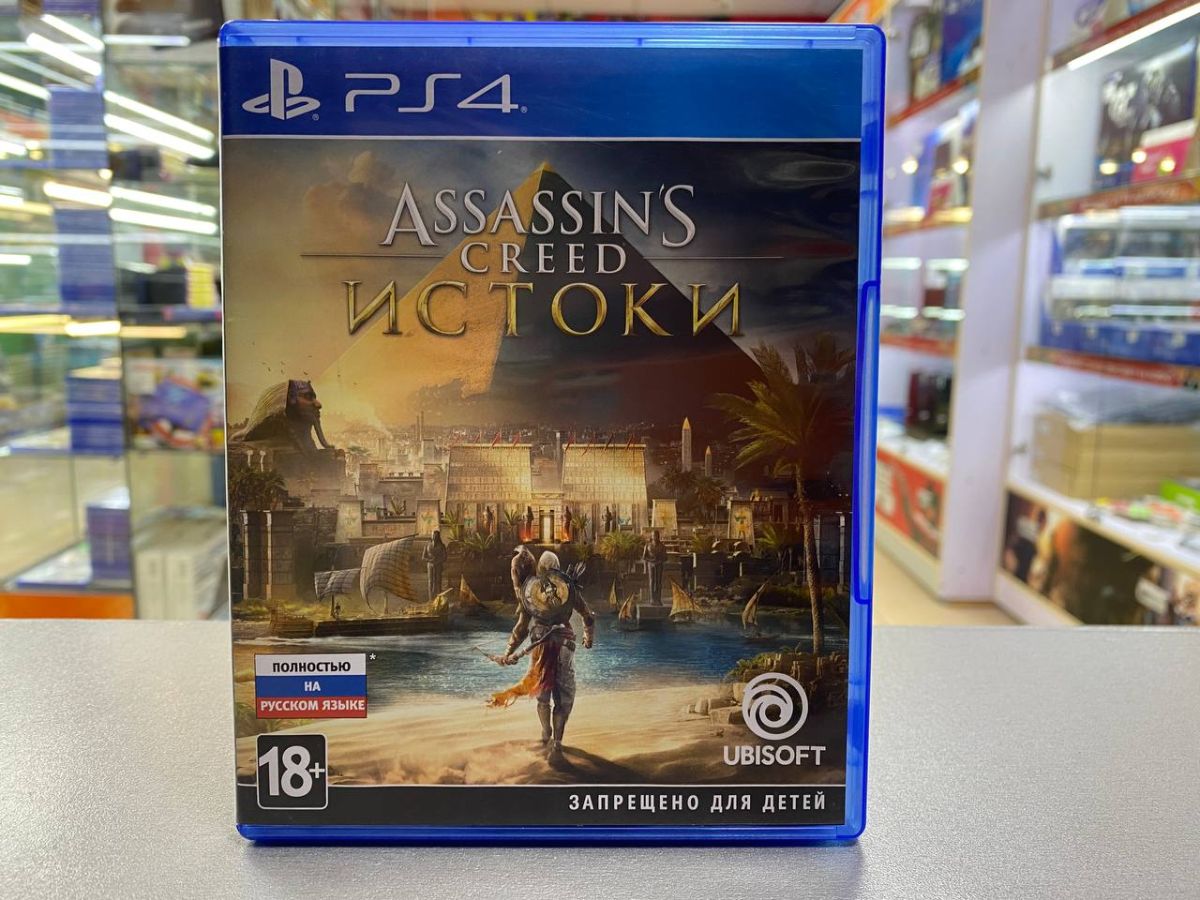 PS4
ASSASSIN'S
CREED
ИСТОКИ
ПОЛНОСТЬЮ *
НА
РУССКОМ ЯЗЫКЕ
18+
UBISOFT
ЗАПРЕЩЕНО ДЛЯ ДЕТЕЙ